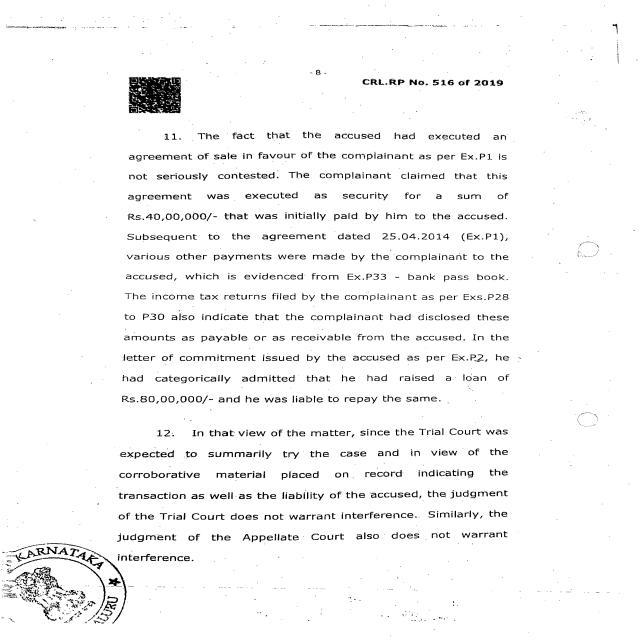 - 8 -
CRL.RP No. 516 of 2019
11. The fact that the accused had executed an
agreement of sale in favour of the complainant as per Ex.P1 is
not seriously contested. The complainant claimed that this
agreement was executed as security for a sum of
Rs.40,00,000/- that was initially paid by him to the accused.
Subsequent to the agreement dated 25.04.2014 (Ex.P1),
various other payments were made by the complainant to the
accused, which is evidenced from Ex.P33 - bank pass book.
The income tax returns filed by the complainant as per Exs.P28
to P30 also indicate that the complainant had disclosed these
amounts as payable or as receivable from the accused. In the
letter of commitment issued by the accused as per Ex.P2, he
had categorically admitted that he had raised a loan of
Rs.80,00,000/- and he was liable to repay the same.
12. In that view of the matter, since the Trial Court was
expected to summarily try the case and in view of the
corroborative material placed on record indicating the
transaction as well as the liability of the accused, the judgment
of the Trial Court does not warrant interference. Similarly, the
judgment of the Appellate Court also does not warrant
interference.
KARNATAKA